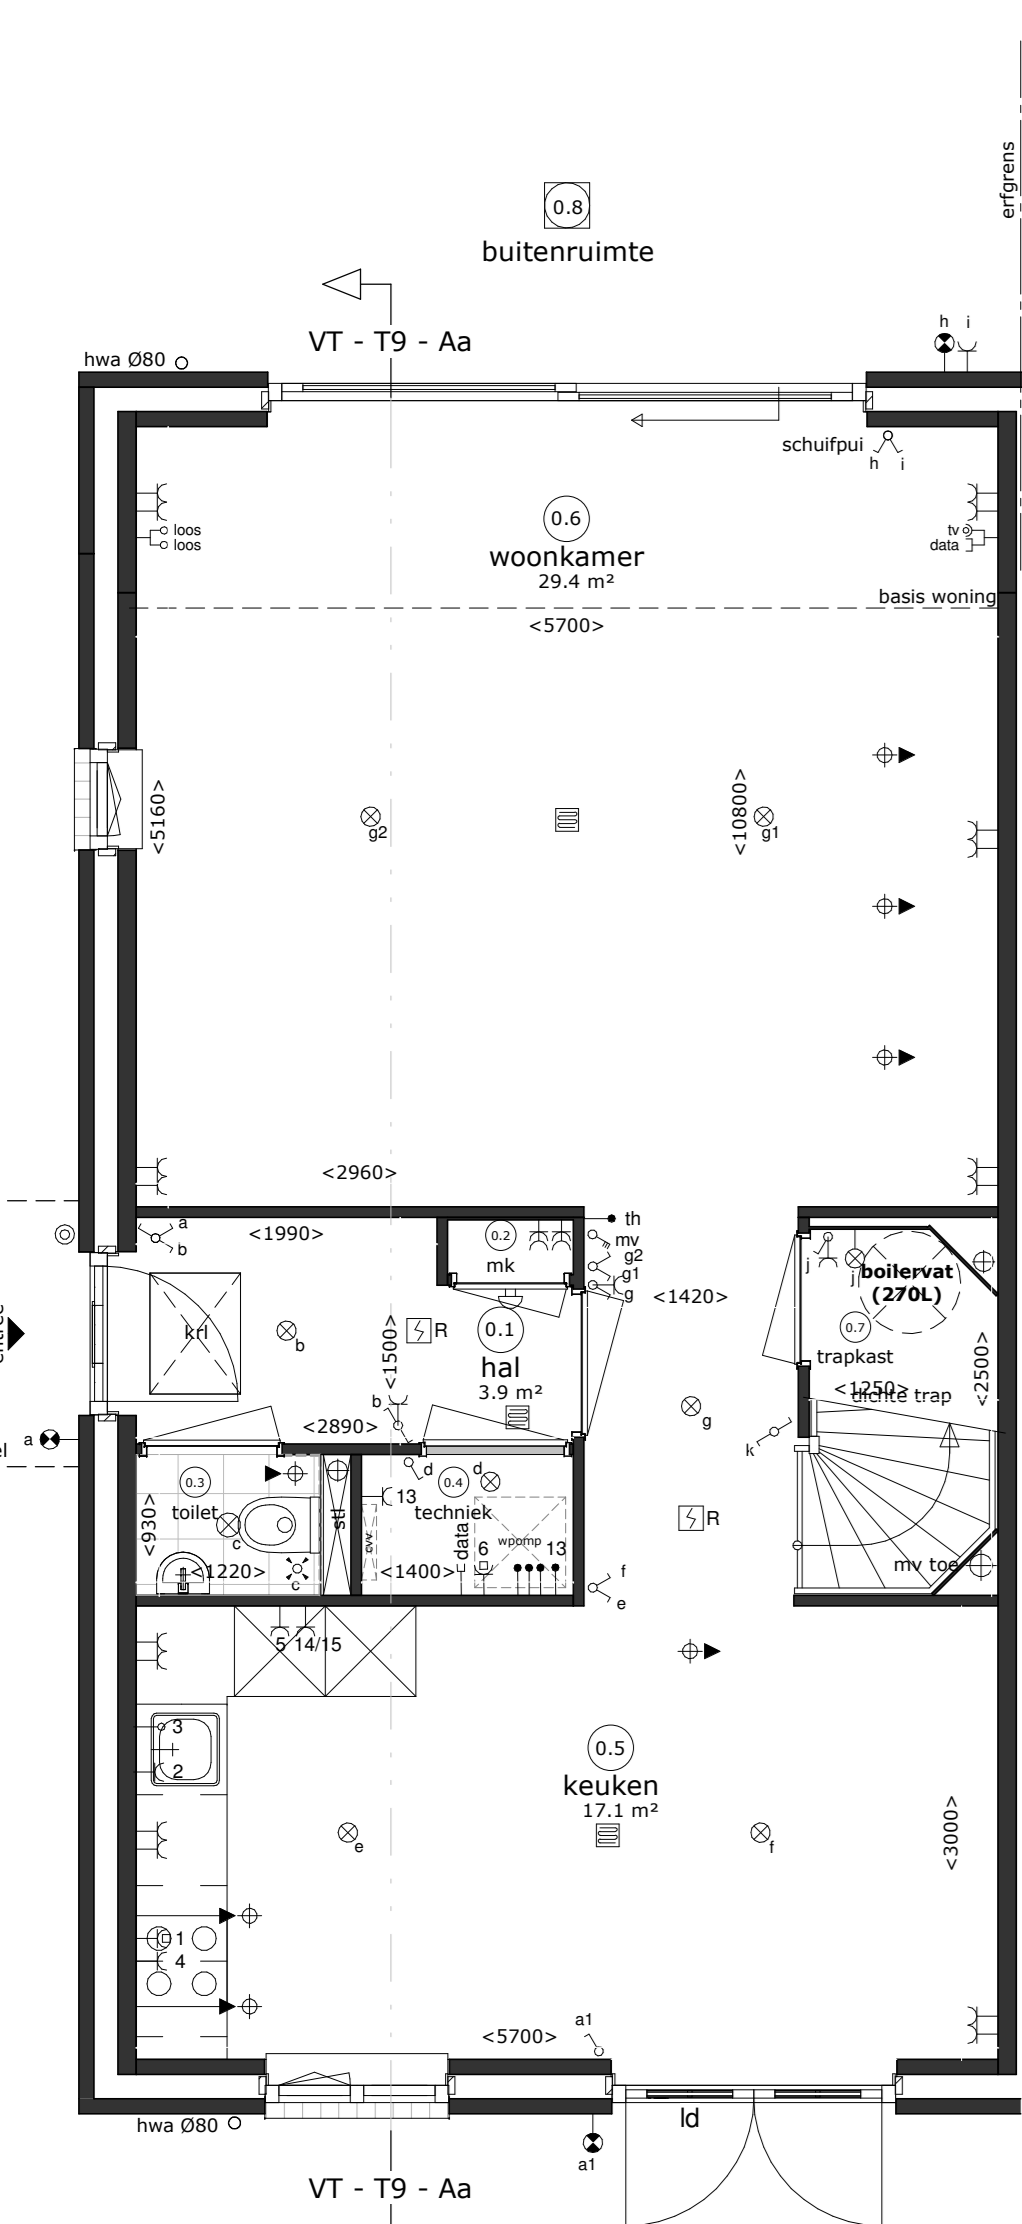 erfgrens
0.8
buitenruimte
VT - T9 - Aa
h i
hwa Ø80
schuifpui
h i
0.6
woonkamer
29.4 m²
loos
loos
tv
data
basis woning
<5700>
<5160>
<10800>
g2
g1
<2960>
a
b
<1990>
0.2
mk
th
mv
g2
g1
g
<1420>
j
j
boilervat
(270L)
0.7
trapkast
<2500>
<1250>
dichte trap
krl
b
<1500>
R
0.1
hal
3.9 m²
b
<2890>
a
g
k
d
0.3
toilet
<930>
c
<1220>
c
stl
13
0.4
techniek
d
cvv
<1400>
data
6
wpomp
13
R
mv toe
f
e
5 14/15
3
2
0.5
keuken
17.1 m²
e
f
<3000>
1
4
<5700>
a1
ld
hwa Ø80
a1
VT - T9 - Aa